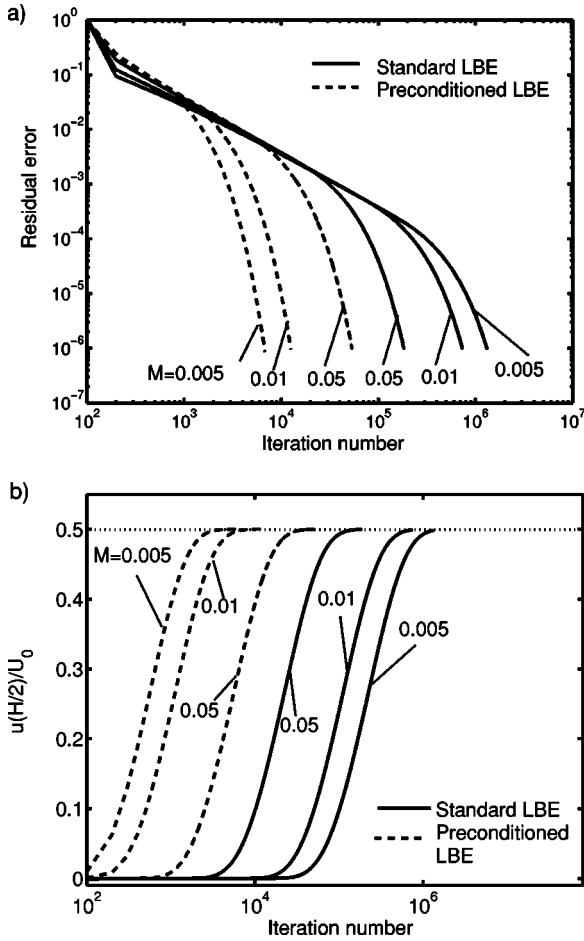 a)
10^0
10^-1
10^-2
10^-3
10^-4
10^-5
10^-6
10^-7
Residual error
Standard LBE
Preconditioned LBE
M=0.005
0.01
0.05
0.05
0.01
0.005
10^2
10^3
10^4
10^5
10^6
10^7
Iteration number
b)
0.5
0.4
0.3
0.2
0.1
0
u(H/2)/U_0
M=0.005
0.01
0.05
0.05
0.01
0.005
Standard LBE
Preconditioned
LBE
10^2
10^4
10^6
Iteration number